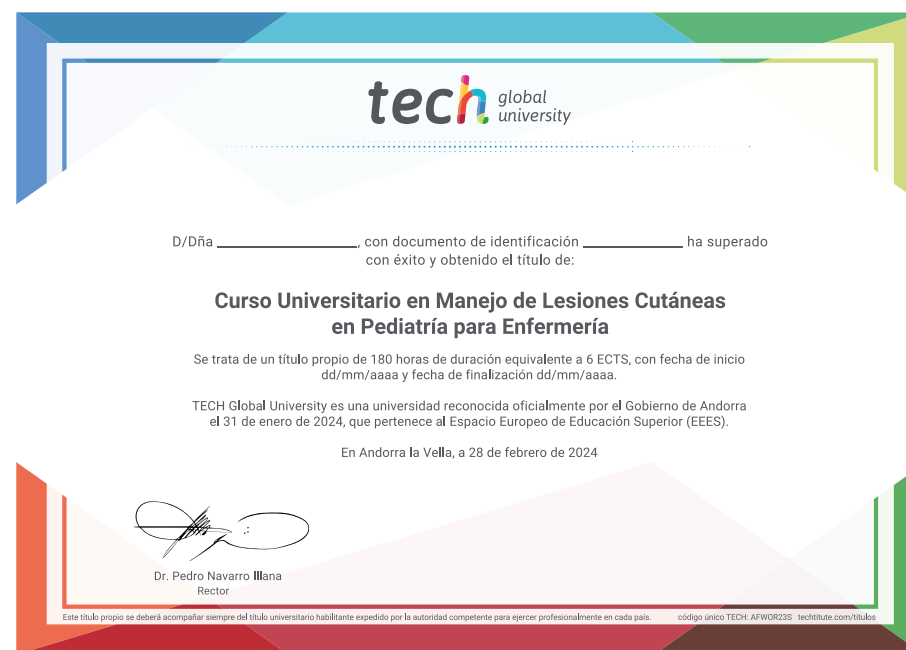 tech global
university
D/Dña ____________________, con documento de identificación ______________ ha superado
con éxito y obtenido el título de:
Curso Universitario en Manejo de Lesiones Cutáneas
en Pediatría para Enfermería
Se trata de un título propio de 180 horas de duración equivalente a 6 ECTS, con fecha de inicio
dd/mm/aaaa y fecha de finalización dd/mm/aaaa.
TECH Global University es una universidad reconocida oficialmente por el Gobierno de Andorra
el 31 de enero de 2024, que pertenece al Espacio Europeo de Educación Superior (EEES).
En Andorra la Vella, a 28 de febrero de 2024
Dr. Pedro Navarro Illana
Rector
Este título propio se deberá acompañar siempre del título universitario habilitante expedido por la autoridad competente para ejercer profesionalmente en cada país. código único TECH: AFWOR23S techtitute.com/titulos